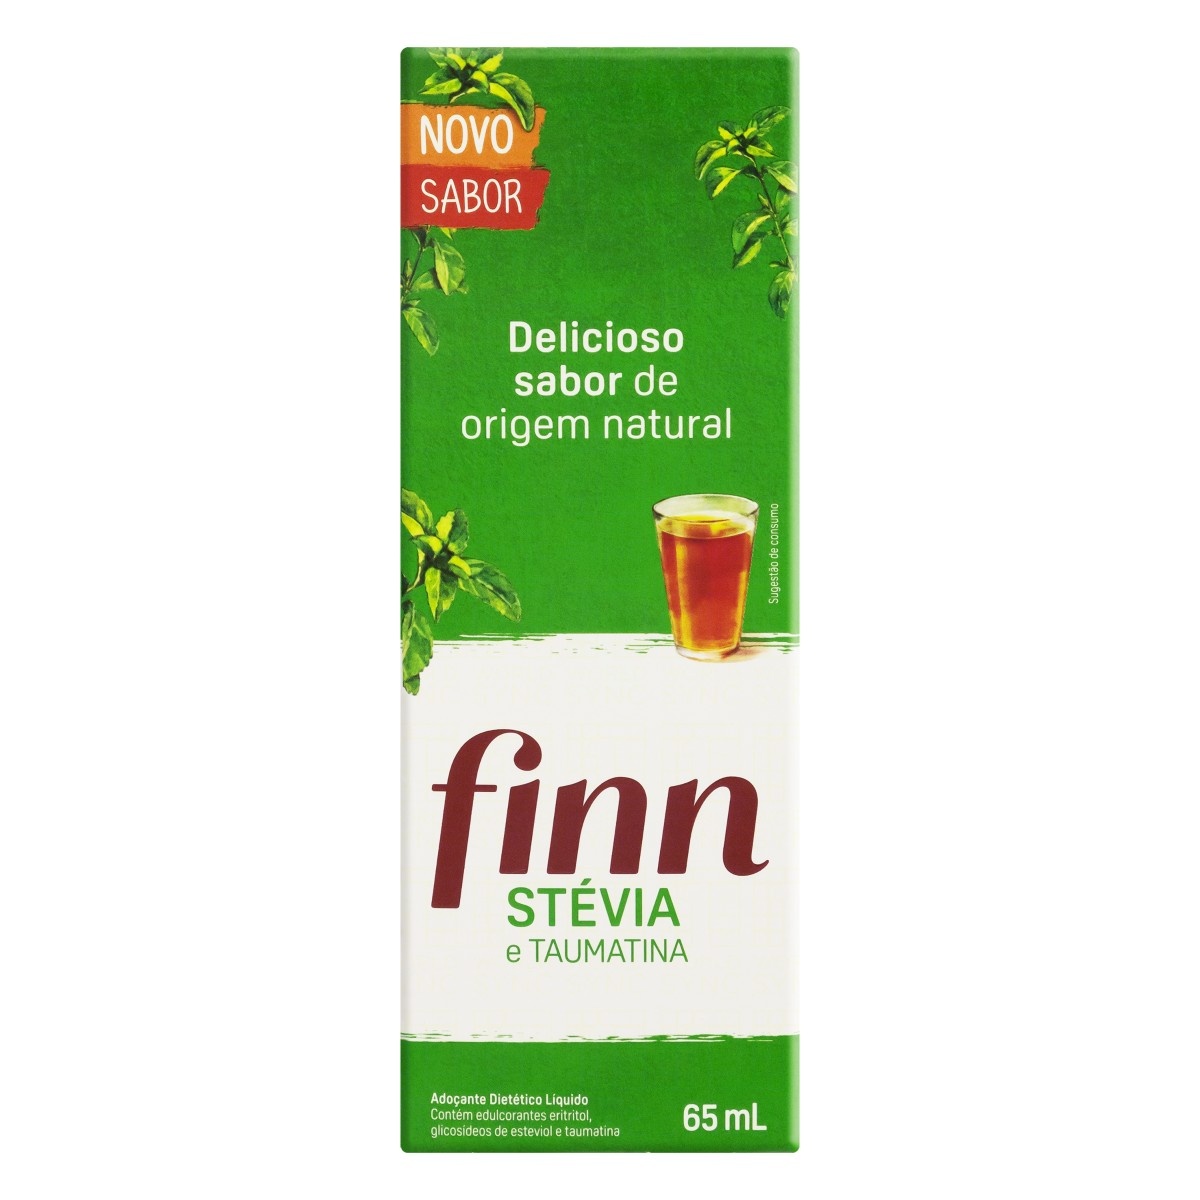 NOVO
SABOR
Delicioso
sabor de
origem natural
Sugestão de consumo
finn
STÉVIA
e TAUMATINA
Adoçante Dietético Líquido
Contém edulcorantes eritritol,
glicosídeos de esteviol e taumatina
65 mL